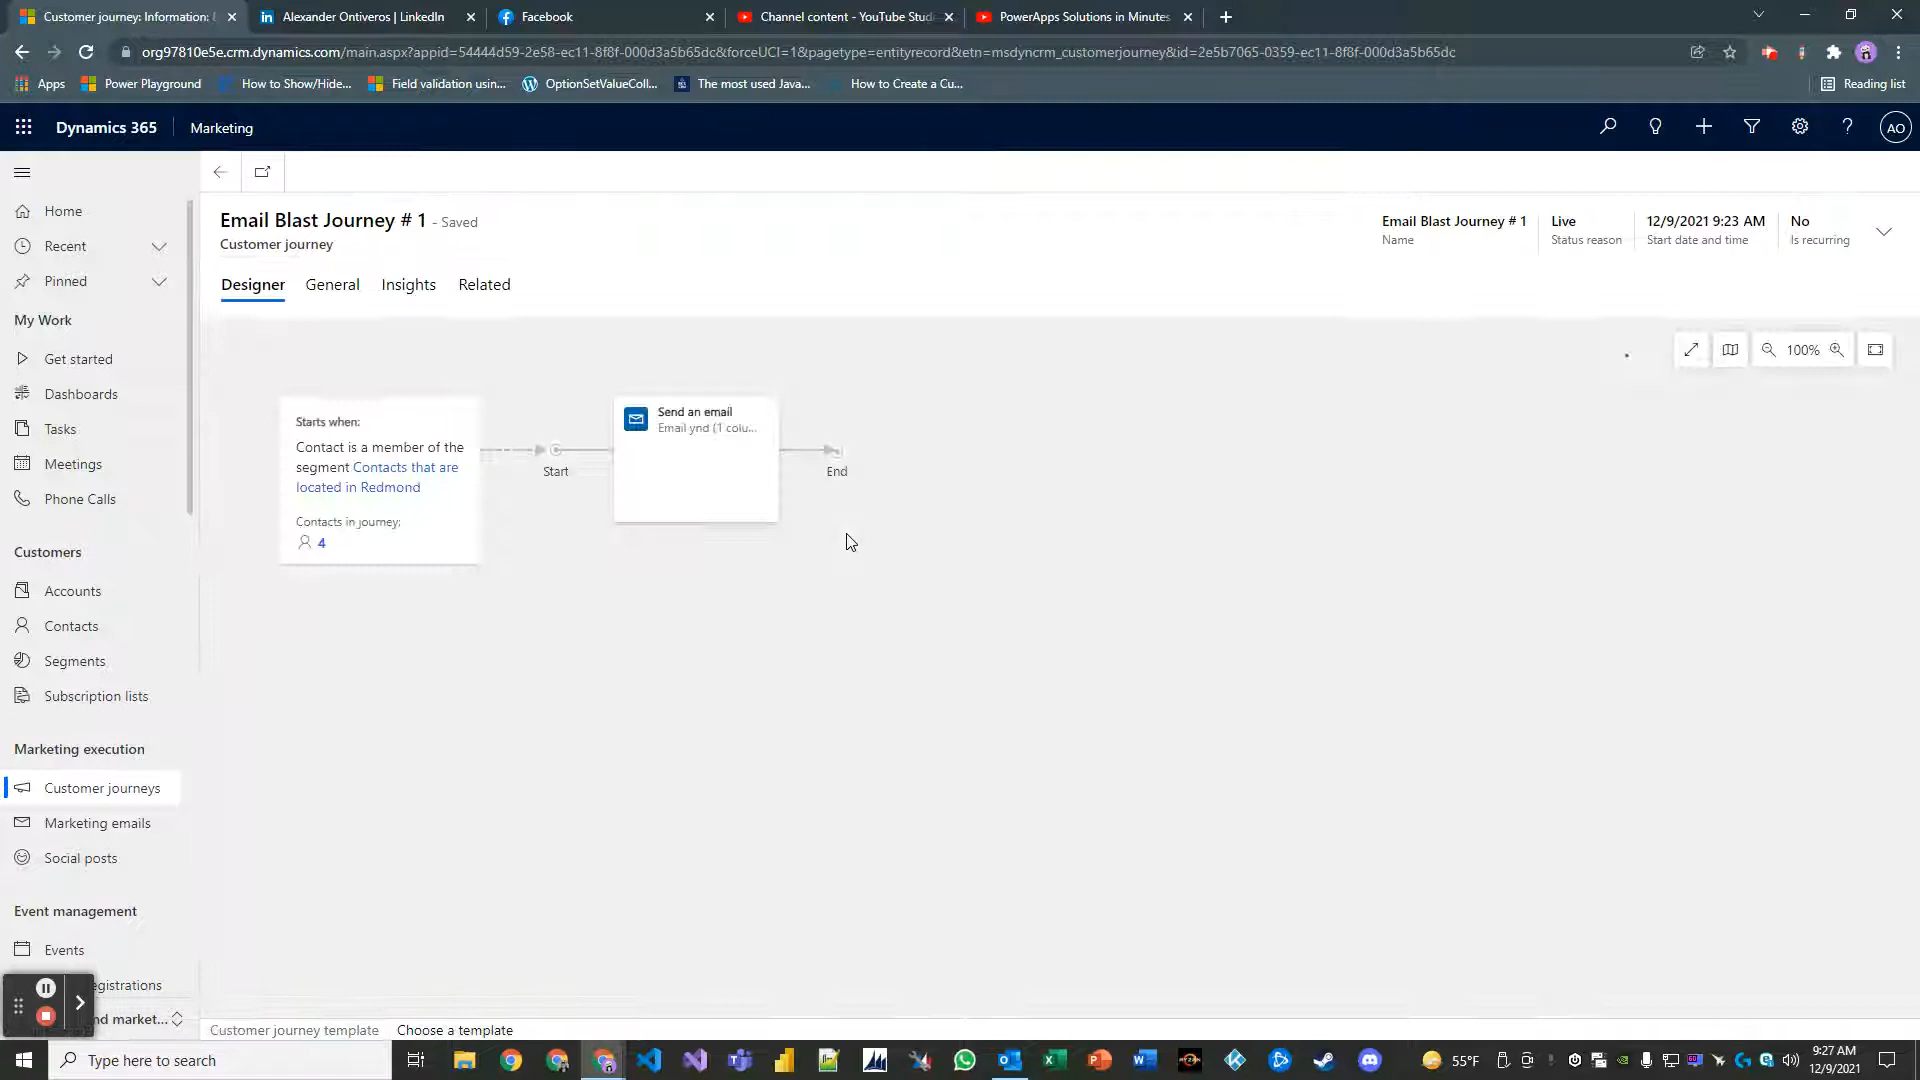 Customer journey: Information: E
Alexander Ontiveros | LinkedIn
Facebook
Channel content - YouTube Studi
PowerApps Solutions in Minutes
org97810e5e.crm.dynamics.com/main.aspx?appid=54444d59-2e58-ec11-8f8f-000d3a5b65dc&forceUCI=1&pagetype=entityrecord&etn=msdyncrm_customerjourney&id=2e5b7065-0359-ec11-8f8f-000d3a5b65dc
Apps
Power Playground
How to Show/Hide...
Field validation usin...
OptionSetValueColl...
The most used Java...
How to Create a Cu...
Reading list
Dynamics 365
Marketing
AO
Home
Recent
Pinned
My Work
Get started
Dashboards
Tasks
Meetings
Phone Calls
Customers
Accounts
Contacts
Segments
Subscription lists
Marketing execution
Customer journeys
Marketing emails
Social posts
Event management
Events
egistrations
nd market...
Email Blast Journey # 1 - Saved
Customer journey
Email Blast Journey # 1
Name
Live
Status reason
12/9/2021 9:23 AM
Start date and time
No
Is recurring
Designer
General
Insights
Related
100%
Starts when:
Contact is a member of the
segment Contacts that are
located in Redmond
Contacts in journey:
4
Start
Send an email
Email ynd (1 colu...
End
Customer journey template
Choose a template
Type here to search
55°F
9:27 AM
12/9/2021